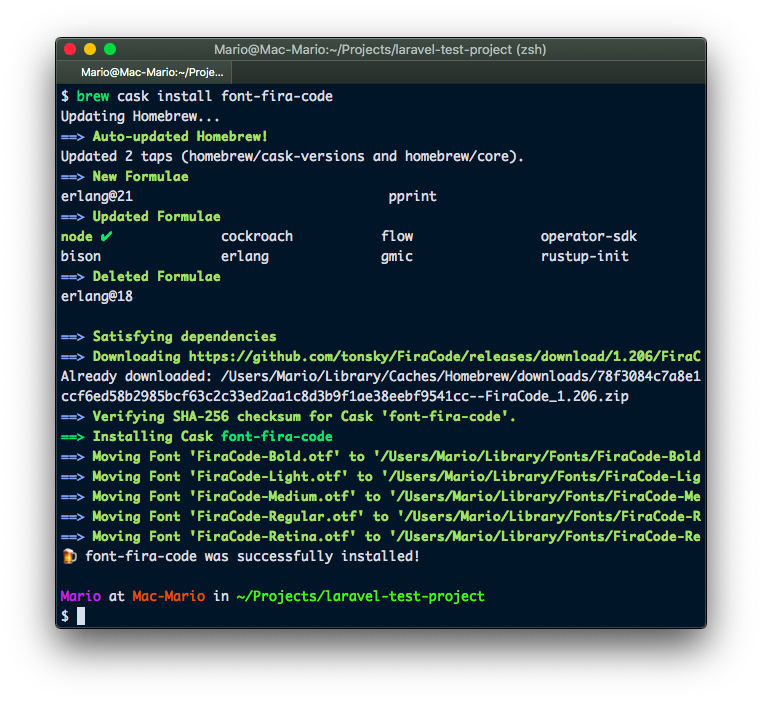 Mario@Mac-Mario:~/Projects/laravel-test-project (zsh)
Mario@Mac-Mario:~/Proje...
$ brew cask install font-fira-code
Updating Homebrew...
==> Auto-updated Homebrew!
Updated 2 taps (homebrew/cask-versions and homebrew/core).
==> New Formulae
erlang@21 pprint
==> Updated Formulae
node ✔ cockroach flow operator-sdk
bison erlang gmic rustup-init
==> Deleted Formulae
erlang@18
==> Satisfying dependencies
==> Downloading https://github.com/tonsky/FiraCode/releases/download/1.206/FiraC
Already downloaded: /Users/Mario/Library/Caches/Homebrew/downloads/78f3084c7a8e1
ccf6ed58b2985bcf63c2c33ed2aa1c8d3b9f1ae38eebf9541cc--FiraCode_1.206.zip
==> Verifying SHA-256 checksum for Cask 'font-fira-code'.
==> Installing Cask font-fira-code
==> Moving Font 'FiraCode-Bold.otf' to '/Users/Mario/Library/Fonts/FiraCode-Bold
==> Moving Font 'FiraCode-Light.otf' to '/Users/Mario/Library/Fonts/FiraCode-Lig
==> Moving Font 'FiraCode-Medium.otf' to '/Users/Mario/Library/Fonts/FiraCode-Me
==> Moving Font 'FiraCode-Regular.otf' to '/Users/Mario/Library/Fonts/FiraCode-R
==> Moving Font 'FiraCode-Retina.otf' to '/Users/Mario/Library/Fonts/FiraCode-Re
🍺 font-fira-code was successfully installed!
Mario at Mac-Mario in ~/Projects/laravel-test-project
$